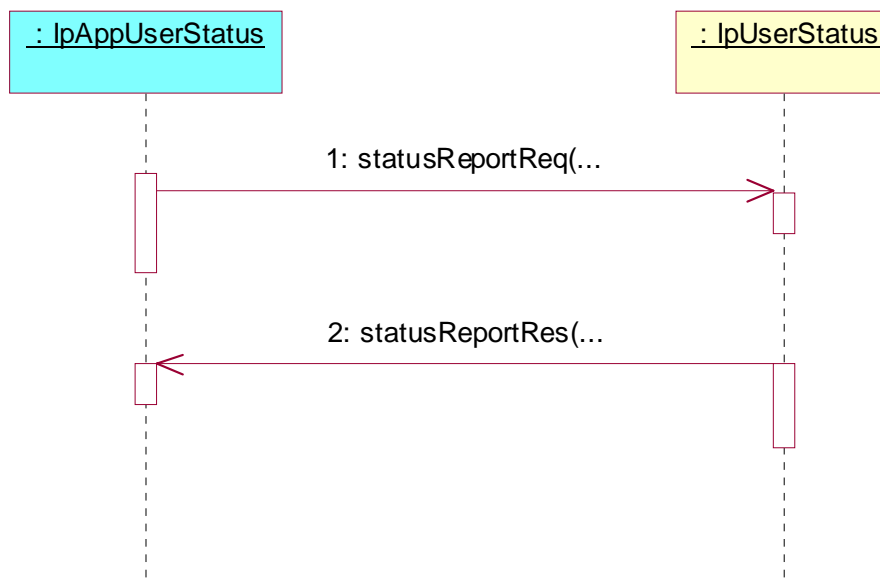 : IpAppUserStatus
: IpUserStatus
1: statusReportReq(...
2: statusReportRes(...